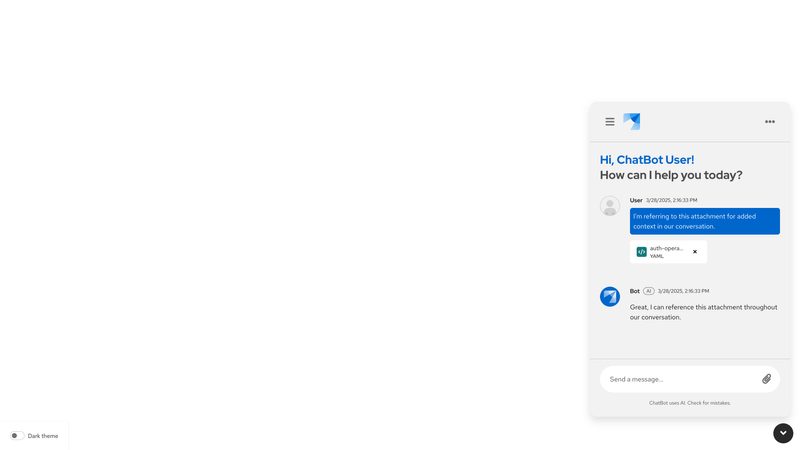 Hi, ChatBot User!
How can I help you today?
User 3/28/2025, 2:16:33 PM
I'm referring to this attachment for added
context in our conversation.
auth-opera...
YAML
Bot AI 3/28/2025, 2:16:33 PM
Great, I can reference this attachment throughout
our conversation.
Send a message...
ChatBot uses AI. Check for mistakes.
Dark theme